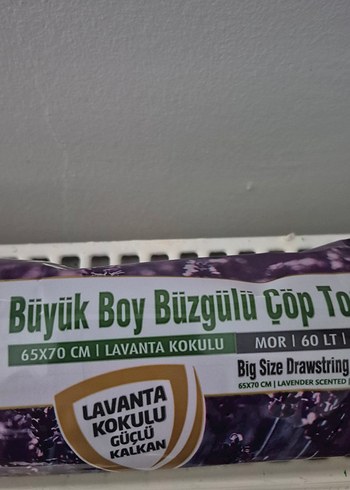 Büyük Boy Büzgülü Çöp To
65X70 CM | LAVANTA KOKULU
MOR | 60 LT |
Big Size Drawstring
65X70 CM | LAVENDER SCENTED |
LAVANTA
KOKULU
GÜÇLÜ
KALKAN